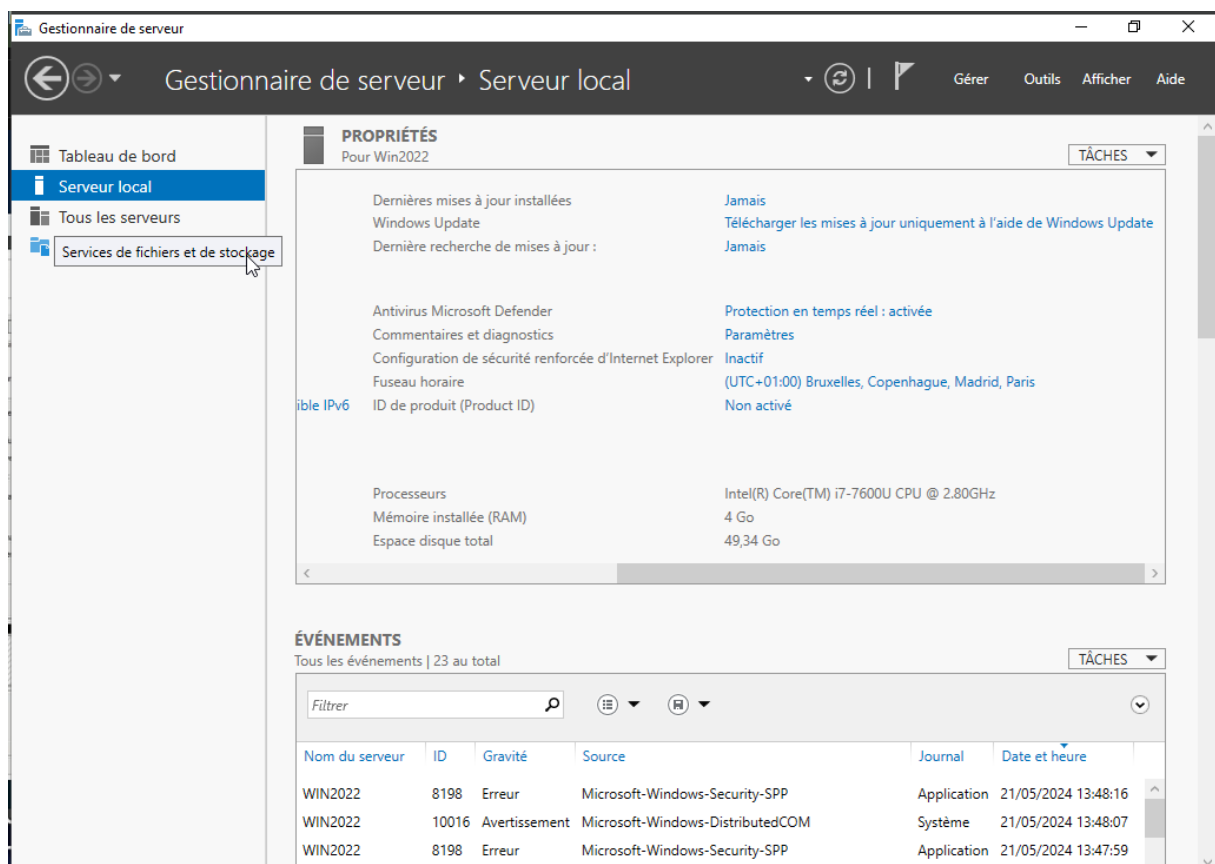 Gestionnaire de serveur
Gestionnaire de serveur ‣ Serveur local
Gérer Outils Afficher Aide
Tableau de bord
Serveur local
Tous les serveurs
Services de fichiers et de stockage
PROPRIÉTÉS
Pour Win2022
TÂCHES
Dernières mises à jour installées Jamais
Windows Update Télécharger les mises à jour uniquement à l'aide de Windows Update
Dernière recherche de mises à jour : Jamais
Antivirus Microsoft Defender Protection en temps réel : activée
Commentaires et diagnostics Paramètres
Configuration de sécurité renforcée d'Internet Explorer Inactif
Fuseau horaire (UTC+01:00) Bruxelles, Copenhague, Madrid, Paris
ible IPv6 ID de produit (Product ID) Non activé
Processeurs Intel(R) Core(TM) i7-7600U CPU @ 2.80GHz
Mémoire installée (RAM) 4 Go
Espace disque total 49,34 Go
ÉVÉNEMENTS
Tous les événements | 23 au total
TÂCHES
Filtrer
Nom du serveur ID Gravité Source Journal Date et heure
WIN2022 8198 Erreur Microsoft-Windows-Security-SPP Application 21/05/2024 13:48:16
WIN2022 10016 Avertissement Microsoft-Windows-DistributedCOM Système 21/05/2024 13:48:07
WIN2022 8198 Erreur Microsoft-Windows-Security-SPP Application 21/05/2024 13:47:59